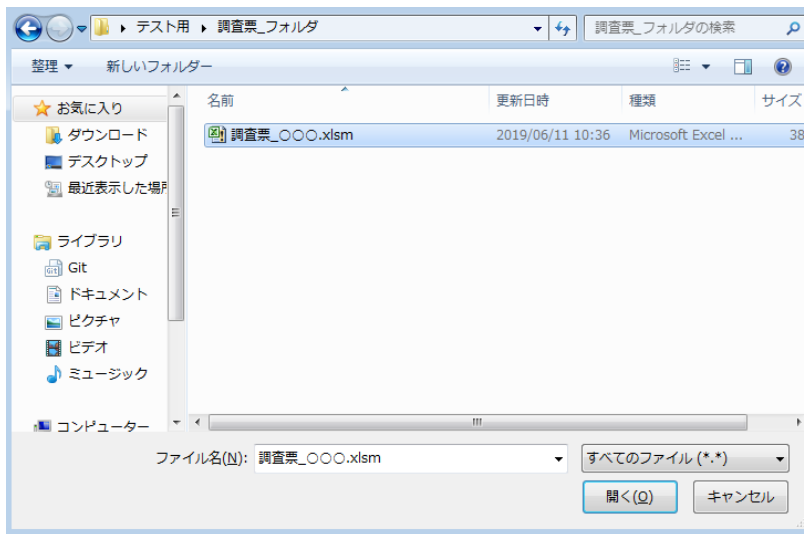 テスト用 調査票_フォルダ 調査票_フォルダの検索
整理 新しいフォルダー
お気に入り
ダウンロード
デスクトップ
最近表示した場所
ライブラリ
Git
ドキュメント
ピクチャ
ビデオ
ミュージック
コンピューター
名前 更新日時 種類 サイズ
調査票_○○○.xlsm 2019/06/11 10:36 Microsoft Excel ... 38
ファイル名(N): 調査票_○○○.xlsm すべてのファイル (*.*)
開く(O) キャンセル